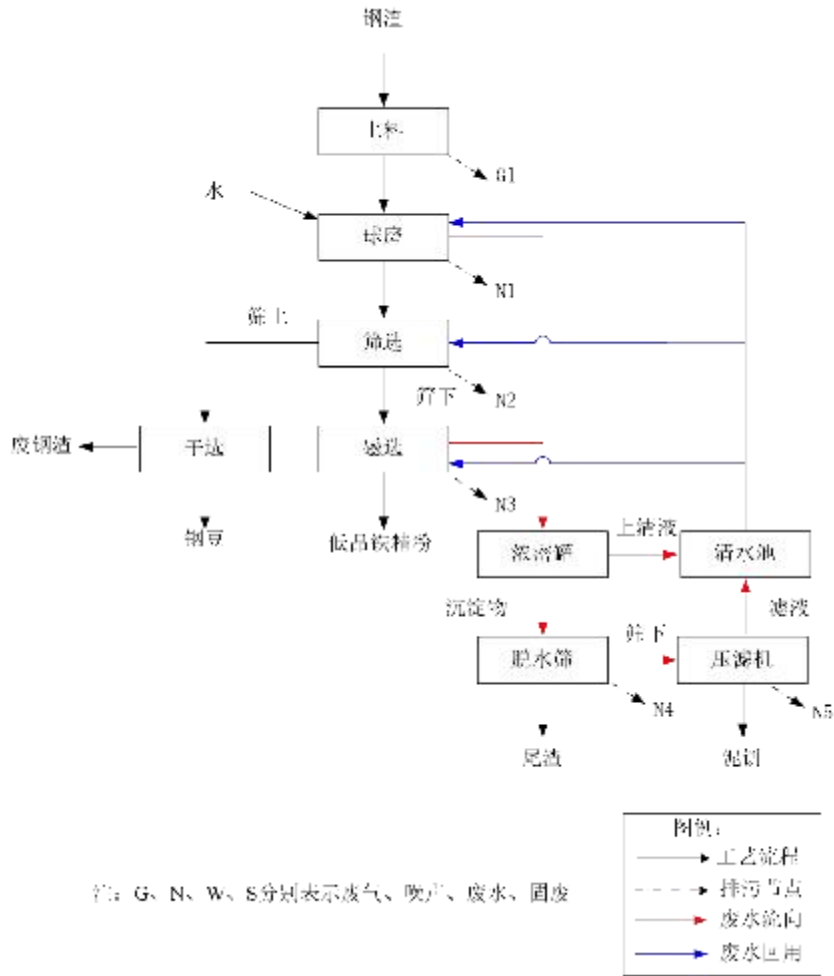 钢渣
上料
G1
水
球磨
N1
筛上
筛选
筛下
N2
废钢渣
干选
磁选
N3
钢豆
低品铁精粉
浓密罐
上清液
清水池
沉淀物
滤液
筛下
脱水筛
压滤机
N4
N5
尾渣
泥饼
图例：
工艺流程
排污节点
废水流向
废水回用
注：G、N、W、S分别表示废气、噪声、废水、固废